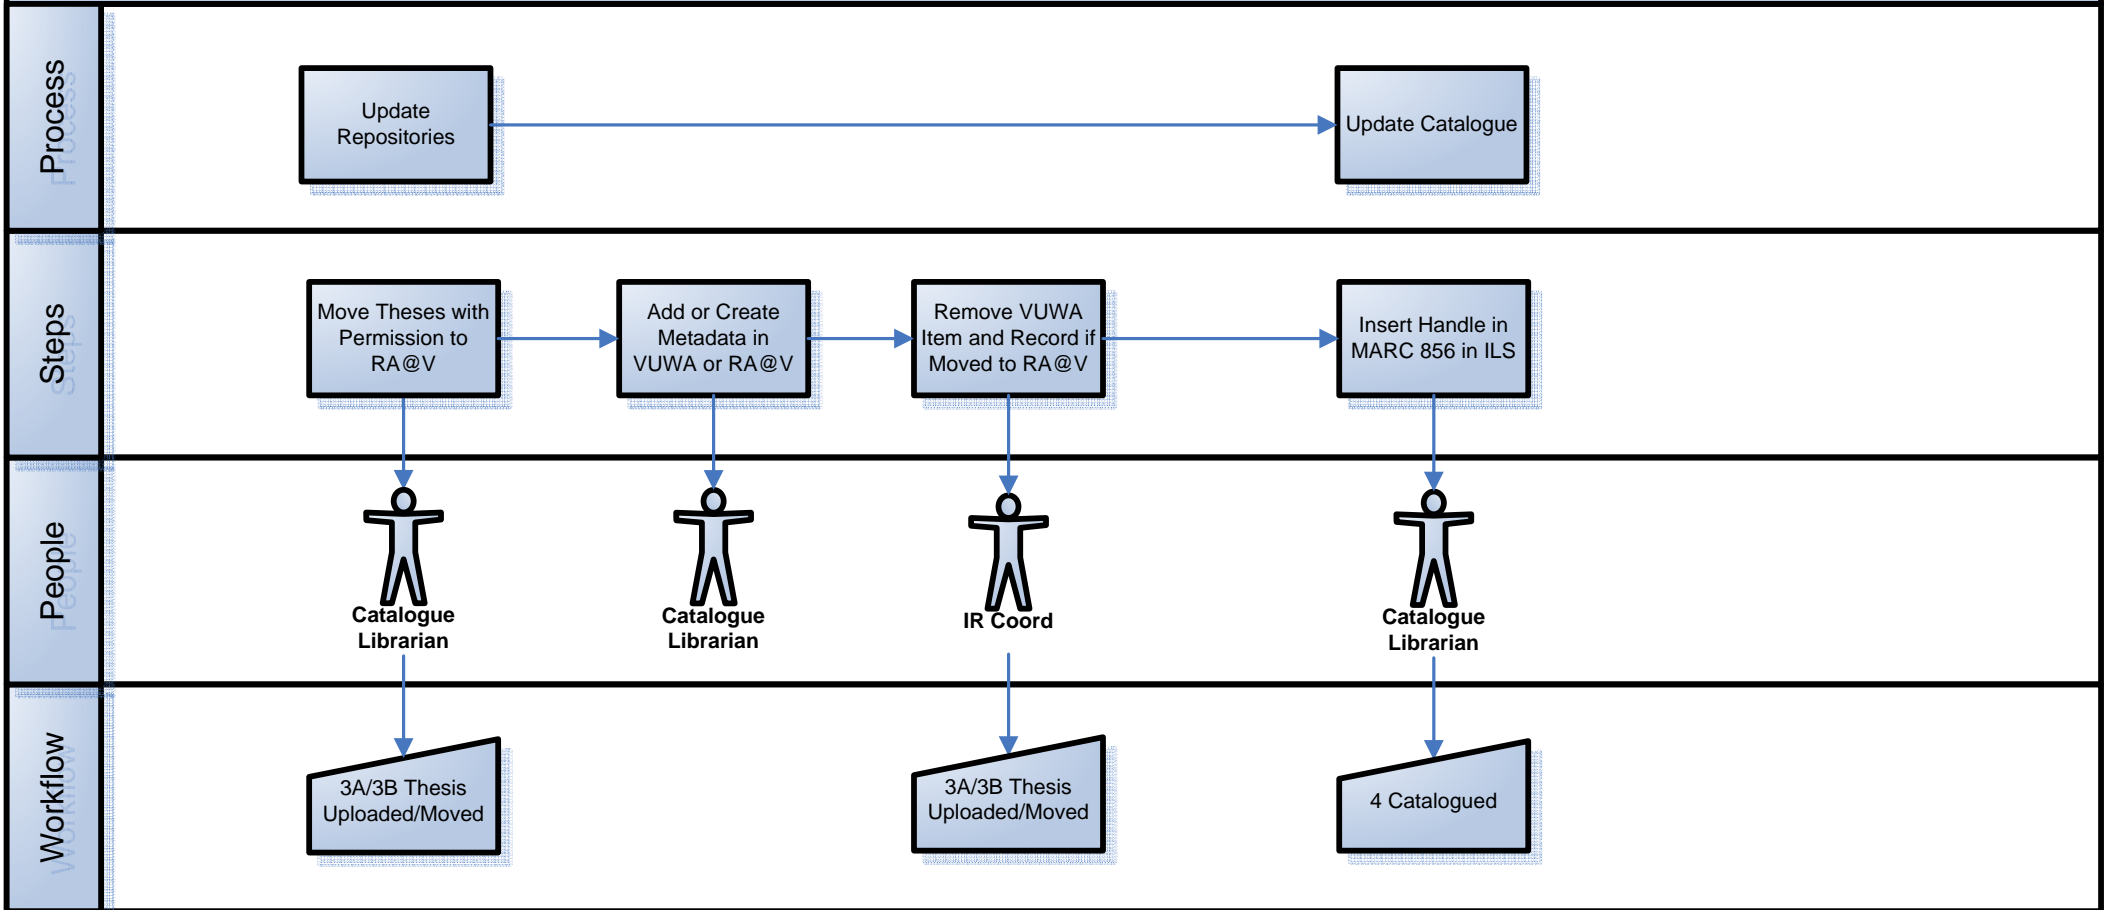 Process
Update
Repositories
Update Catalogue
Steps
Move Theses with
Permission to
RA@V
Add or Create
Metadata in
VUWA or RA@V
Remove VUWA
Item and Record if
Moved to RA@V
Insert Handle in
MARC 856 in ILS
People
Catalogue
Librarian
Catalogue
Librarian
IR Coord
Catalogue
Librarian
Workflow
3A/3B Thesis
Uploaded/Moved
3A/3B Thesis
Uploaded/Moved
4 Catalogued